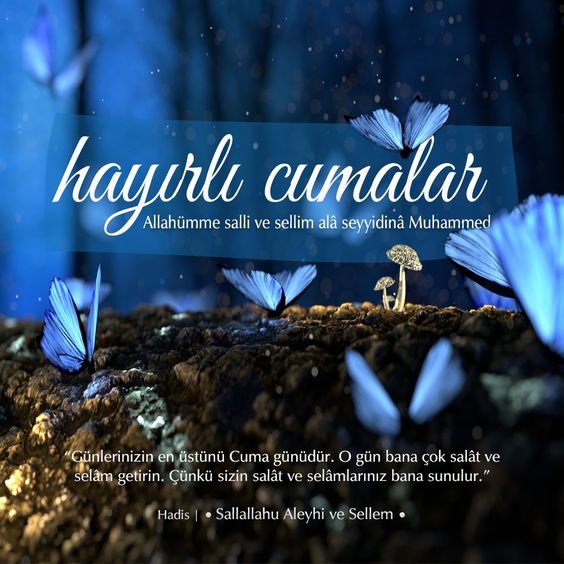 hayırlı cumalar
Allahümme salli ve sellim alâ seyyidinâ Muhammed
“Günlerinizin en üstünü Cuma günüdür. O gün bana çok salât ve
selâm getirin. Çünkü sizin salât ve selâmlarınız bana sunulur.”
Hadis | • Sallallahu Aleyhi ve Sellem •